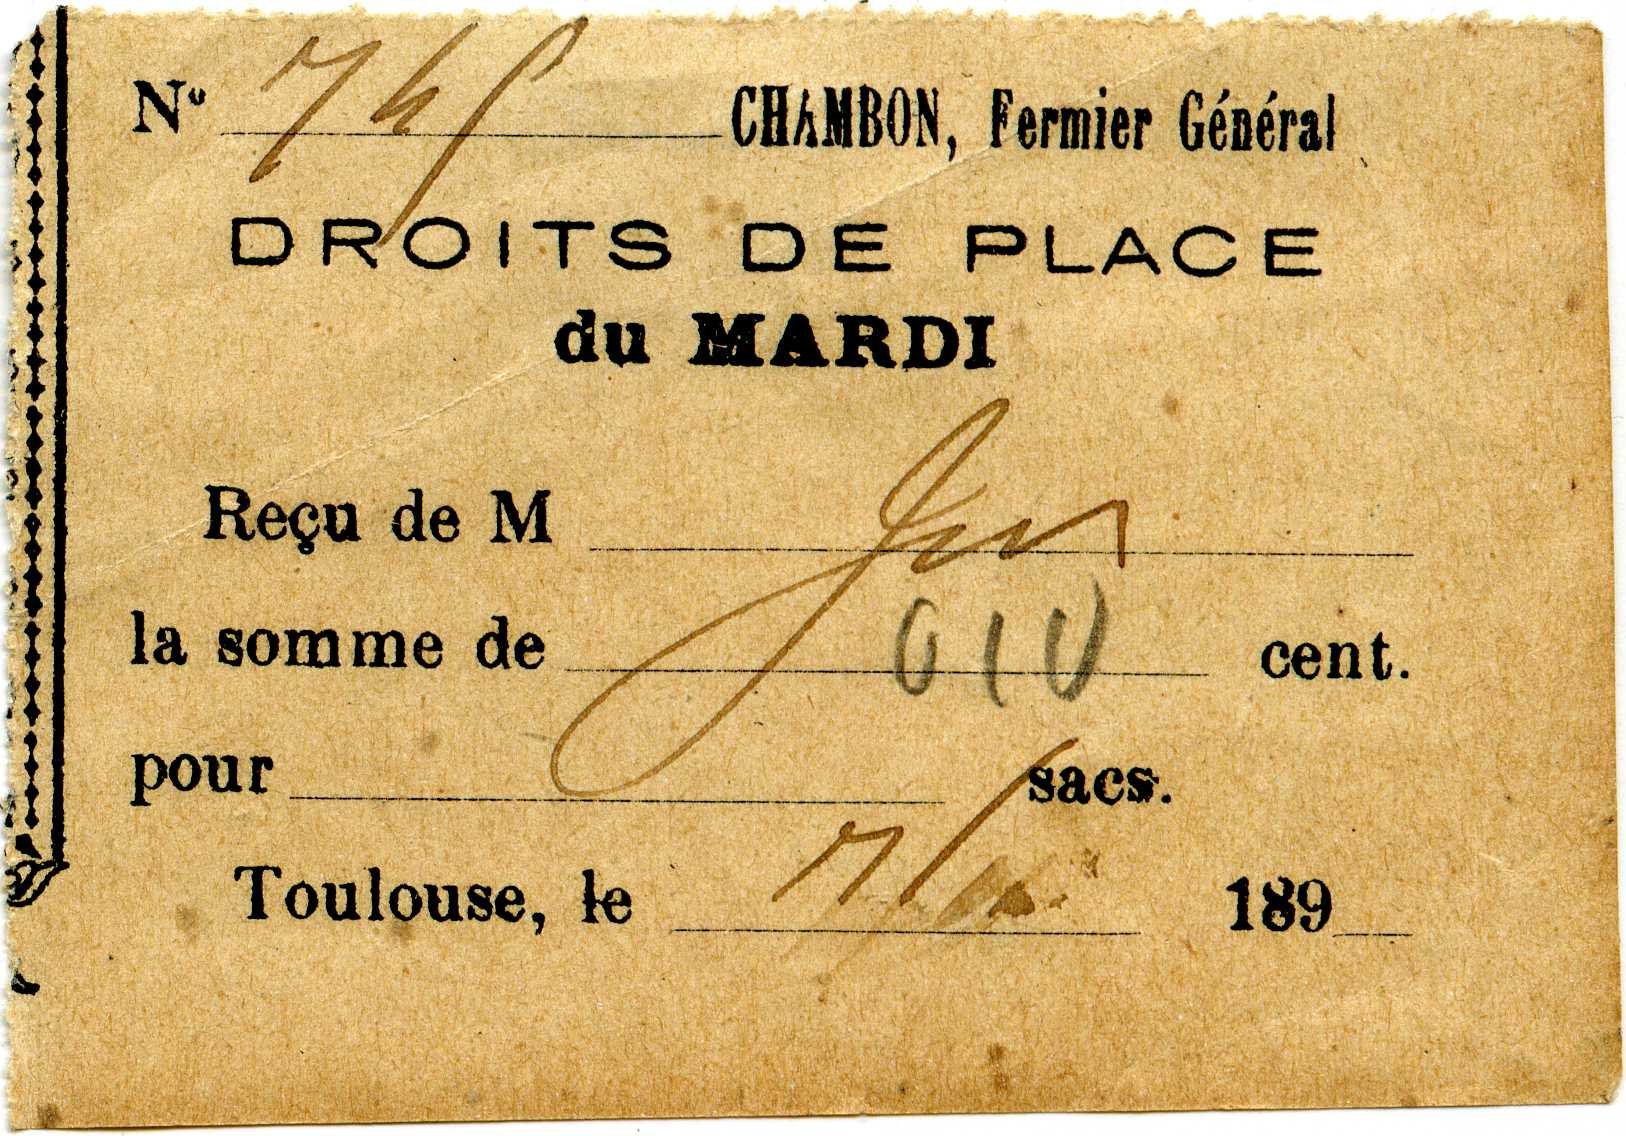 N° 745 CHAMBON, Fermier Général
DROITS DE PLACE
du MARDI
Reçu de M
la somme de 010 cent.
pour sacs.
Toulouse, le 189